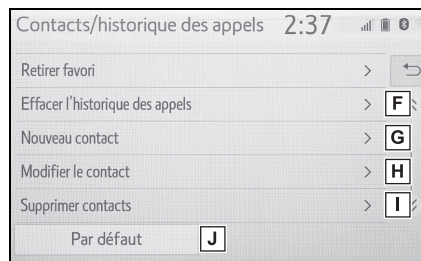 Contacts/historique des appels 2:37
Retirer favori >
Effacer l'historique des appels > F
Nouveau contact > G
Modifier le contact > H
Supprimer contacts > I
Par défaut J